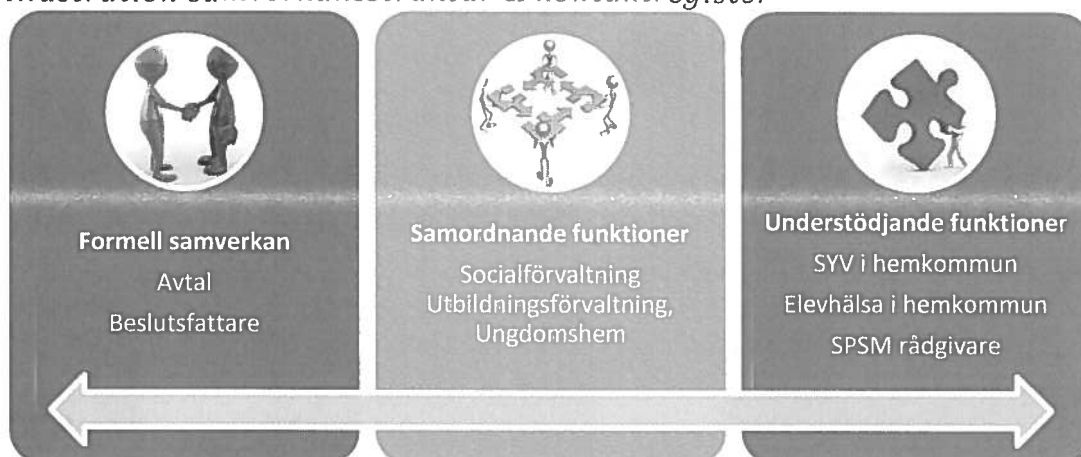 Formell samverkan
Avtal
Beslutsfattare
Samordnande funktioner
Socialförvaltning
Utbildningsförvaltning,
Ungdomshem
Understödjande funktioner
SYV i hemkommun
Elevhälsa i hemkommun
SPSM rådgivare